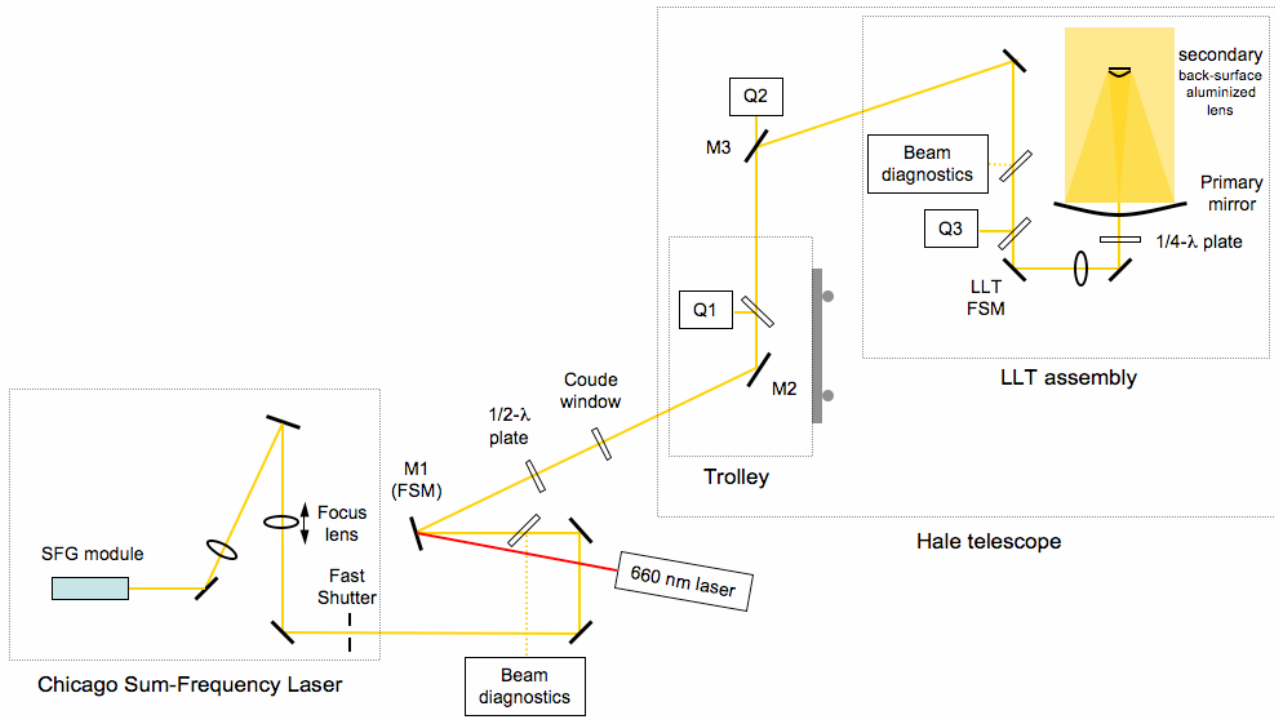 secondary
back-surface
aluminized
lens
Q2
M3
Beam
diagnostics
Primary
mirror
Q3
1/4-λ plate
LLT
FSM
Q1
M2
LLT assembly
Coude
window
1/2-λ
plate
Trolley
M1
(FSM)
Hale telescope
Focus
lens
SFG module
Fast
Shutter
660 nm laser
Beam
diagnostics
Chicago Sum-Frequency Laser